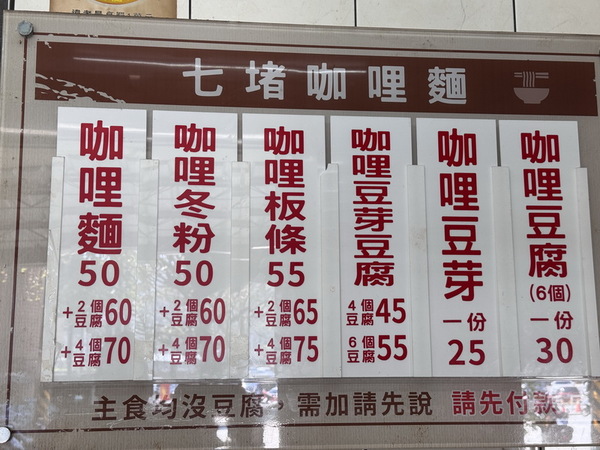 七堵咖哩麵
咖哩麵
50
+2個豆腐60
+4個豆腐70
咖哩冬粉
50
+2個豆腐60
+4個豆腐70
咖哩板條
55
+2個豆腐65
+4個豆腐75
咖哩豆芽豆腐
4個豆腐45
6個豆腐55
咖哩豆芽
一份
25
咖哩豆腐
(6個)
一份
30
主食均沒豆腐，需加請先說 請先付款